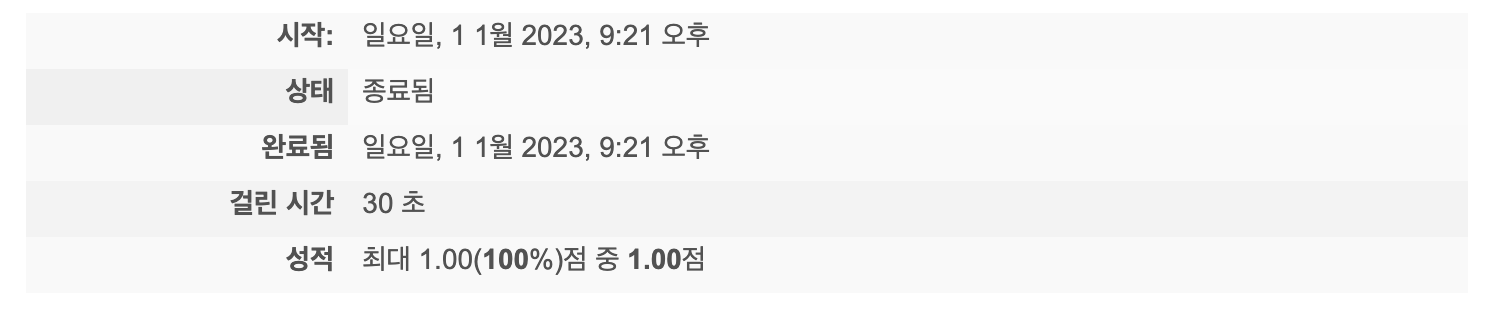 시작: 일요일, 1 1월 2023, 9:21 오후
상태 종료됨
완료됨 일요일, 1 1월 2023, 9:21 오후
걸린 시간 30 초
성적 최대 1.00(100%)점 중 1.00점